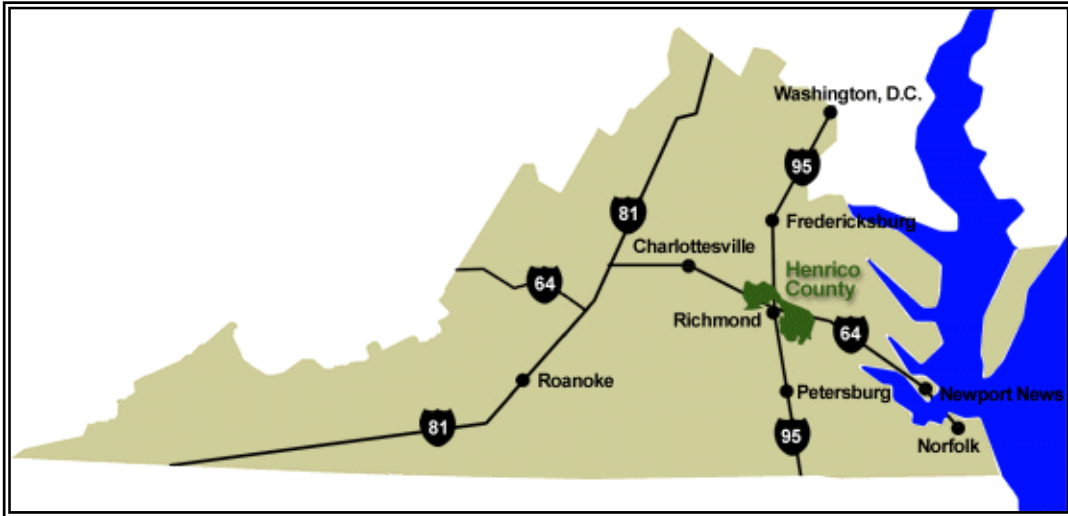 Washington, D.C.
95
81
Fredericksburg
Charlottesville
Henrico
County
64
Richmond
64
Roanoke
Petersburg
Newport News
81
95
Norfolk